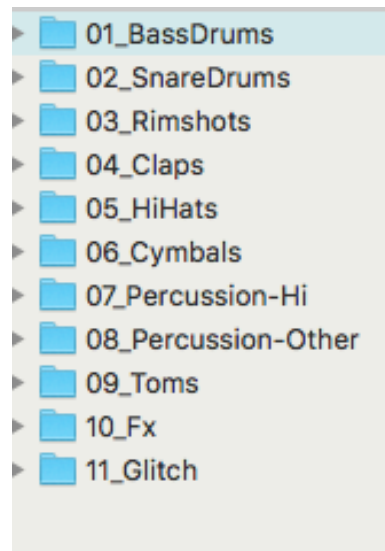 01_BassDrums
02_SnareDrums
03_Rimshots
04_Claps
05_HiHats
06_Cymbals
07_Percussion-Hi
08_Percussion-Other
09_Toms
10_Fx
11_Glitch